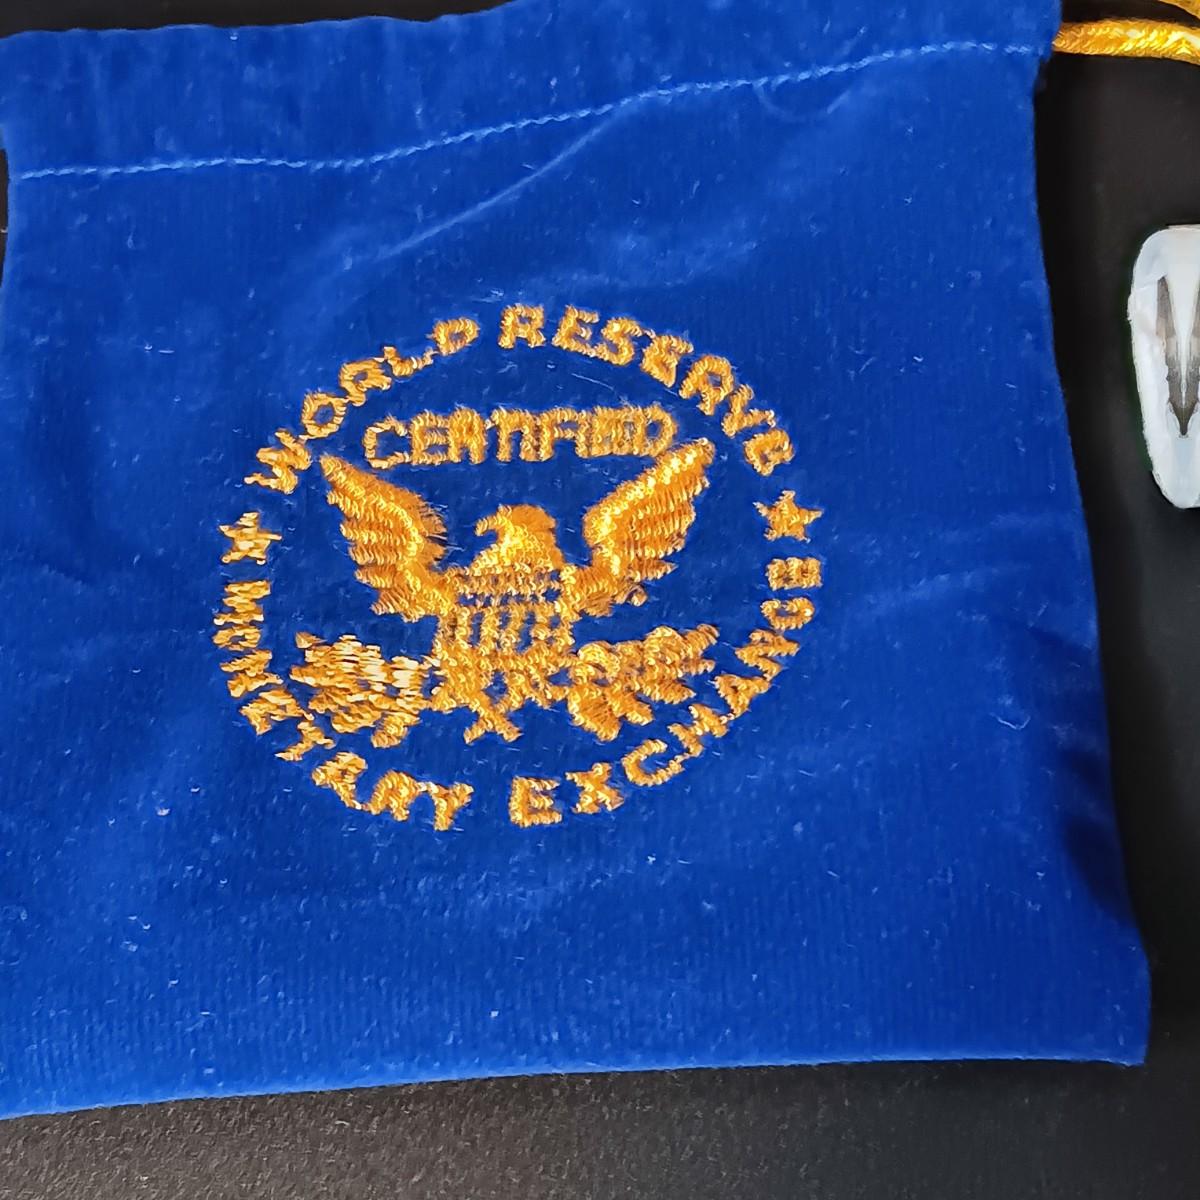 WORLD RESERVE
CERTIFIED
★ MONETARY EXCHANGE ★